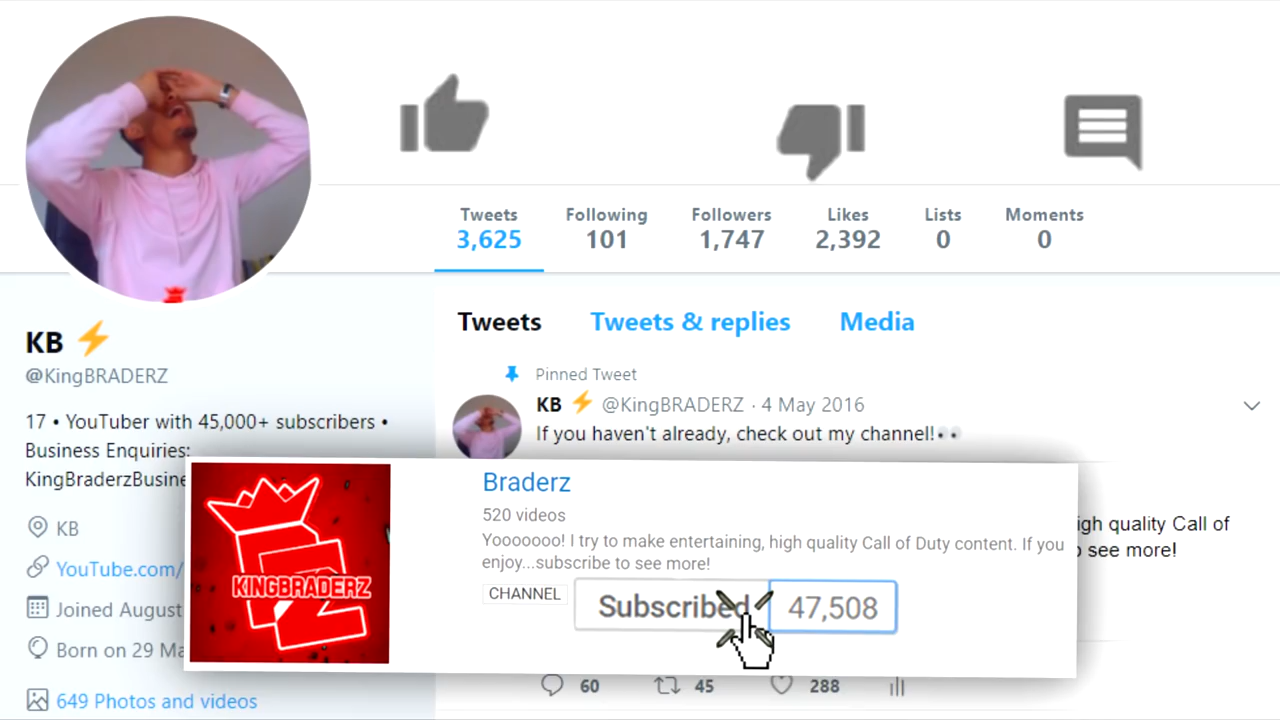 Tweets Following Followers Likes Lists Moments
3,625 101 1,747 2,392 0 0
KB
@KingBRADERZ
17 • YouTuber with 45,000+ subscribers •
Business Enquiries:
KingBraderzBusine
KB
YouTube.com/
Joined August
Born on 29 Ma
649 Photos and videos
Tweets Tweets & replies Media
Pinned Tweet
KB @KingBRADERZ · 4 May 2016
If you haven't already, check out my channel!
igh quality Call of
see more!
KINGBRADERZ
Braderz
520 videos
Yooooooo! I try to make entertaining, high quality Call of Duty content. If you
enjoy...subscribe to see more!
CHANNEL
Subscribed 47,508
60 45 288